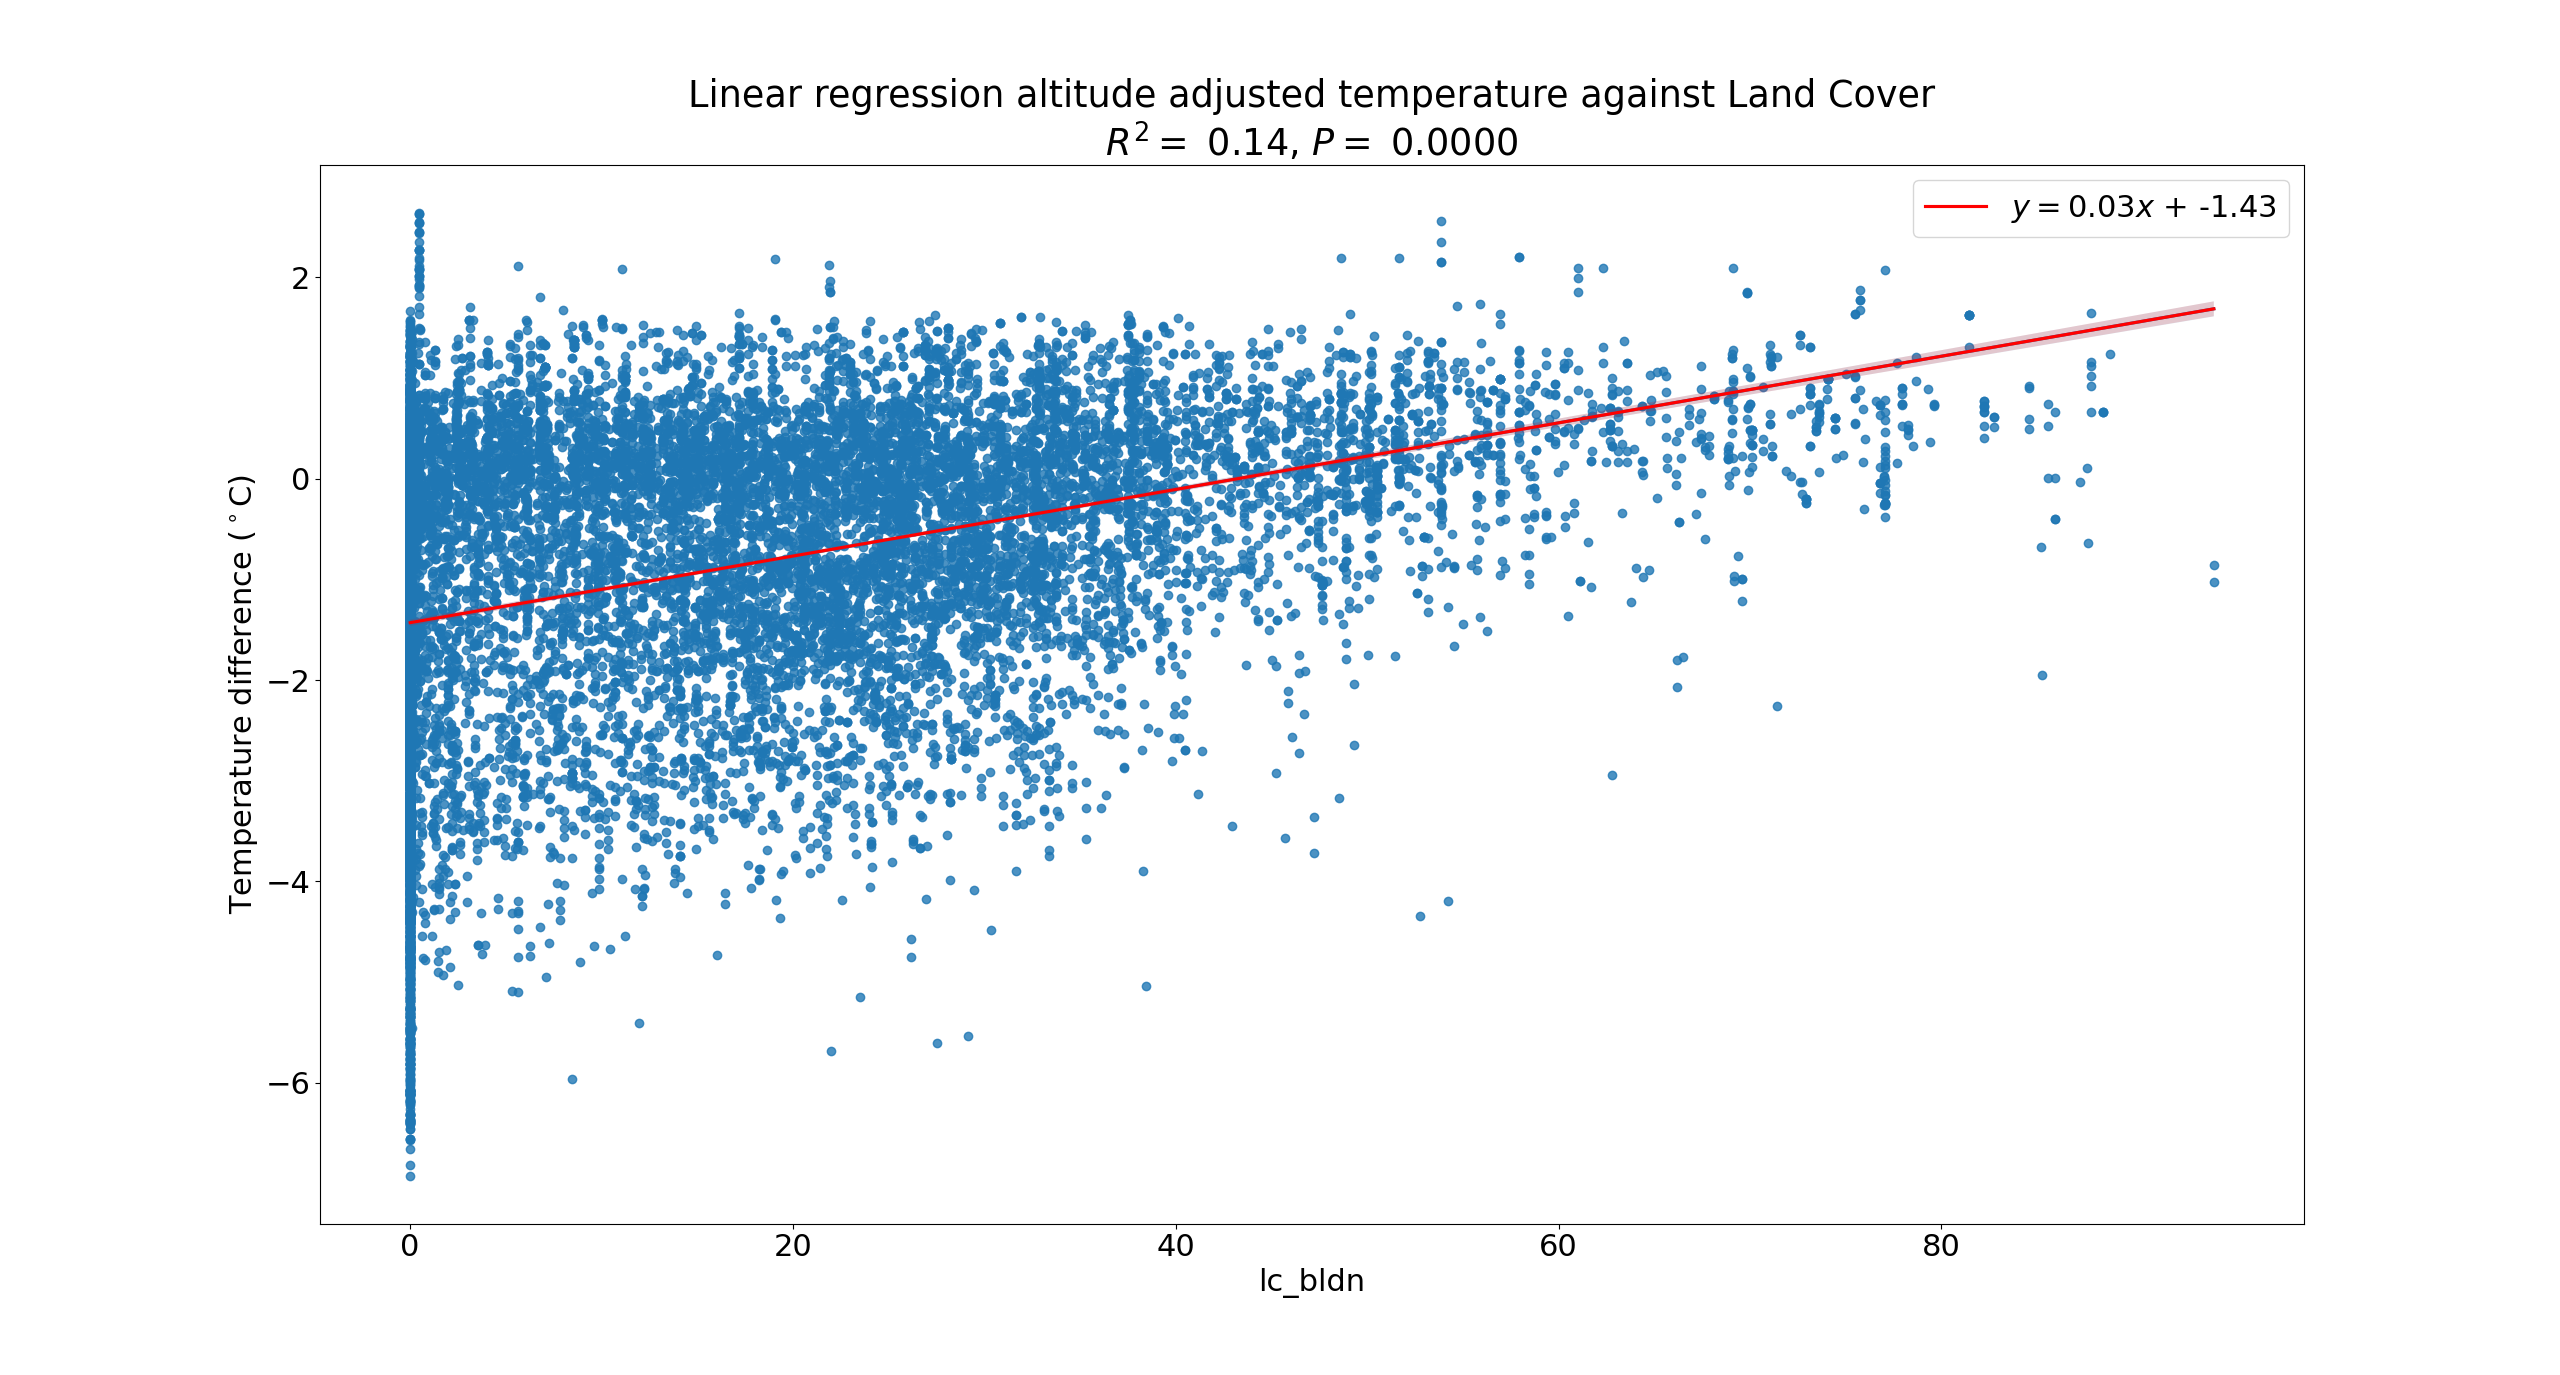 Linear regression altitude adjusted temperature against Land Cover
R² = 0.14, P = 0.0000
y = 0.03x + -1.43
Temperature difference (°C)
2
0
−2
−4
−6
0 20 40 60 80
lc_bldn